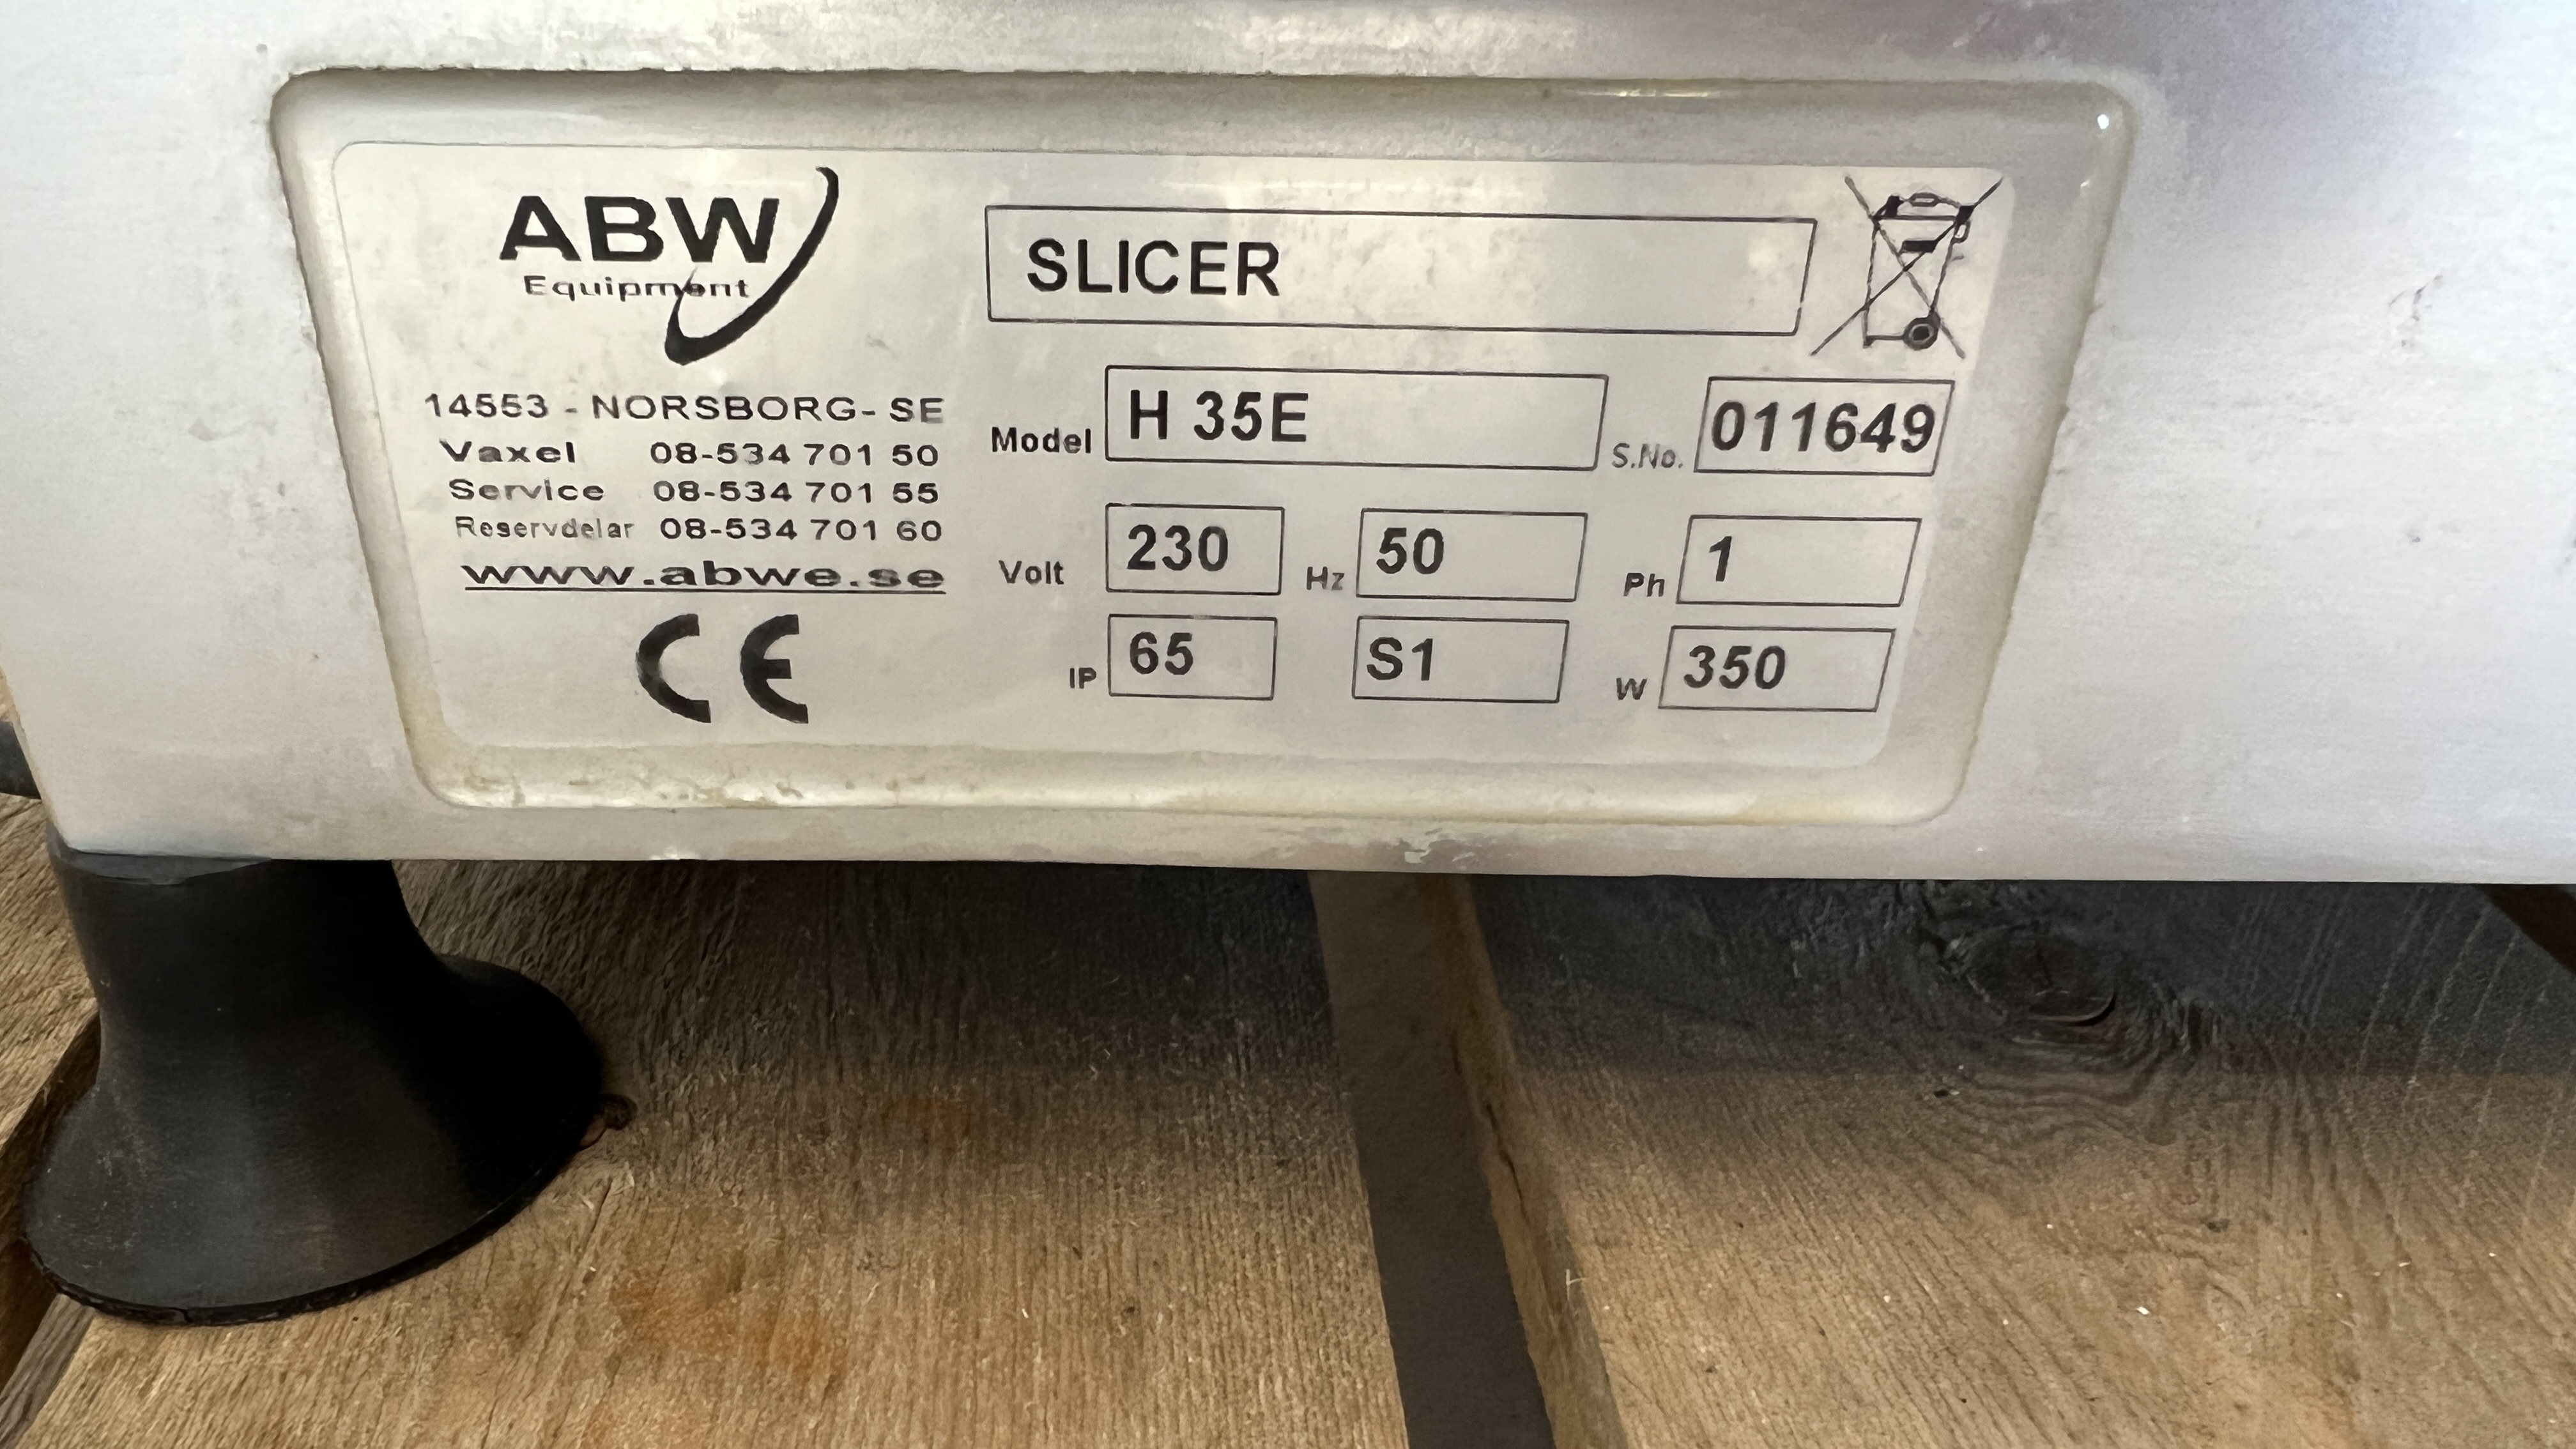 ABW
Equipment
14553 - NORSBORG- SE
Vaxel 08-534 701 50
Service 08-534 701 55
Reservdelar 08-534 701 60
www.abwe.se
CE
SLICER
Model H 35E S.No. 011649
Volt 230 Hz 50 Ph 1
IP 65 S1 W 350